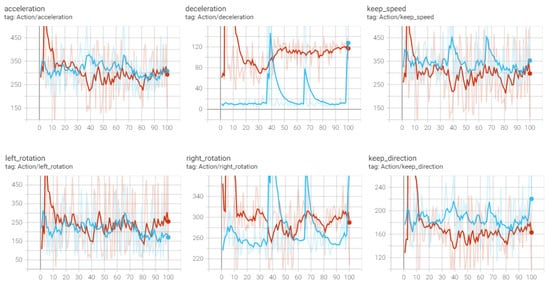 acceleration
tag: Action/acceleration
450
350
250
150
0 10 20 30 40 50 60 70 80 90 100
deceleration
tag: Action/deceleration
120
80
40
0
0 10 20 30 40 50 60 70 80 90 100
keep_speed
tag: Action/keep_speed
450
350
250
150
0 10 20 30 40 50 60 70 80 90 100
left_rotation
tag: Action/left_rotation
450
350
250
150
50
0 10 20 30 40 50 60 70 80 90 100
right_rotation
tag: Action/right_rotation
340
300
260
220
0 10 20 30 40 50 60 70 80 90 100
keep_direction
tag: Action/keep_direction
240
200
160
120
0 10 20 30 40 50 60 70 80 90 100